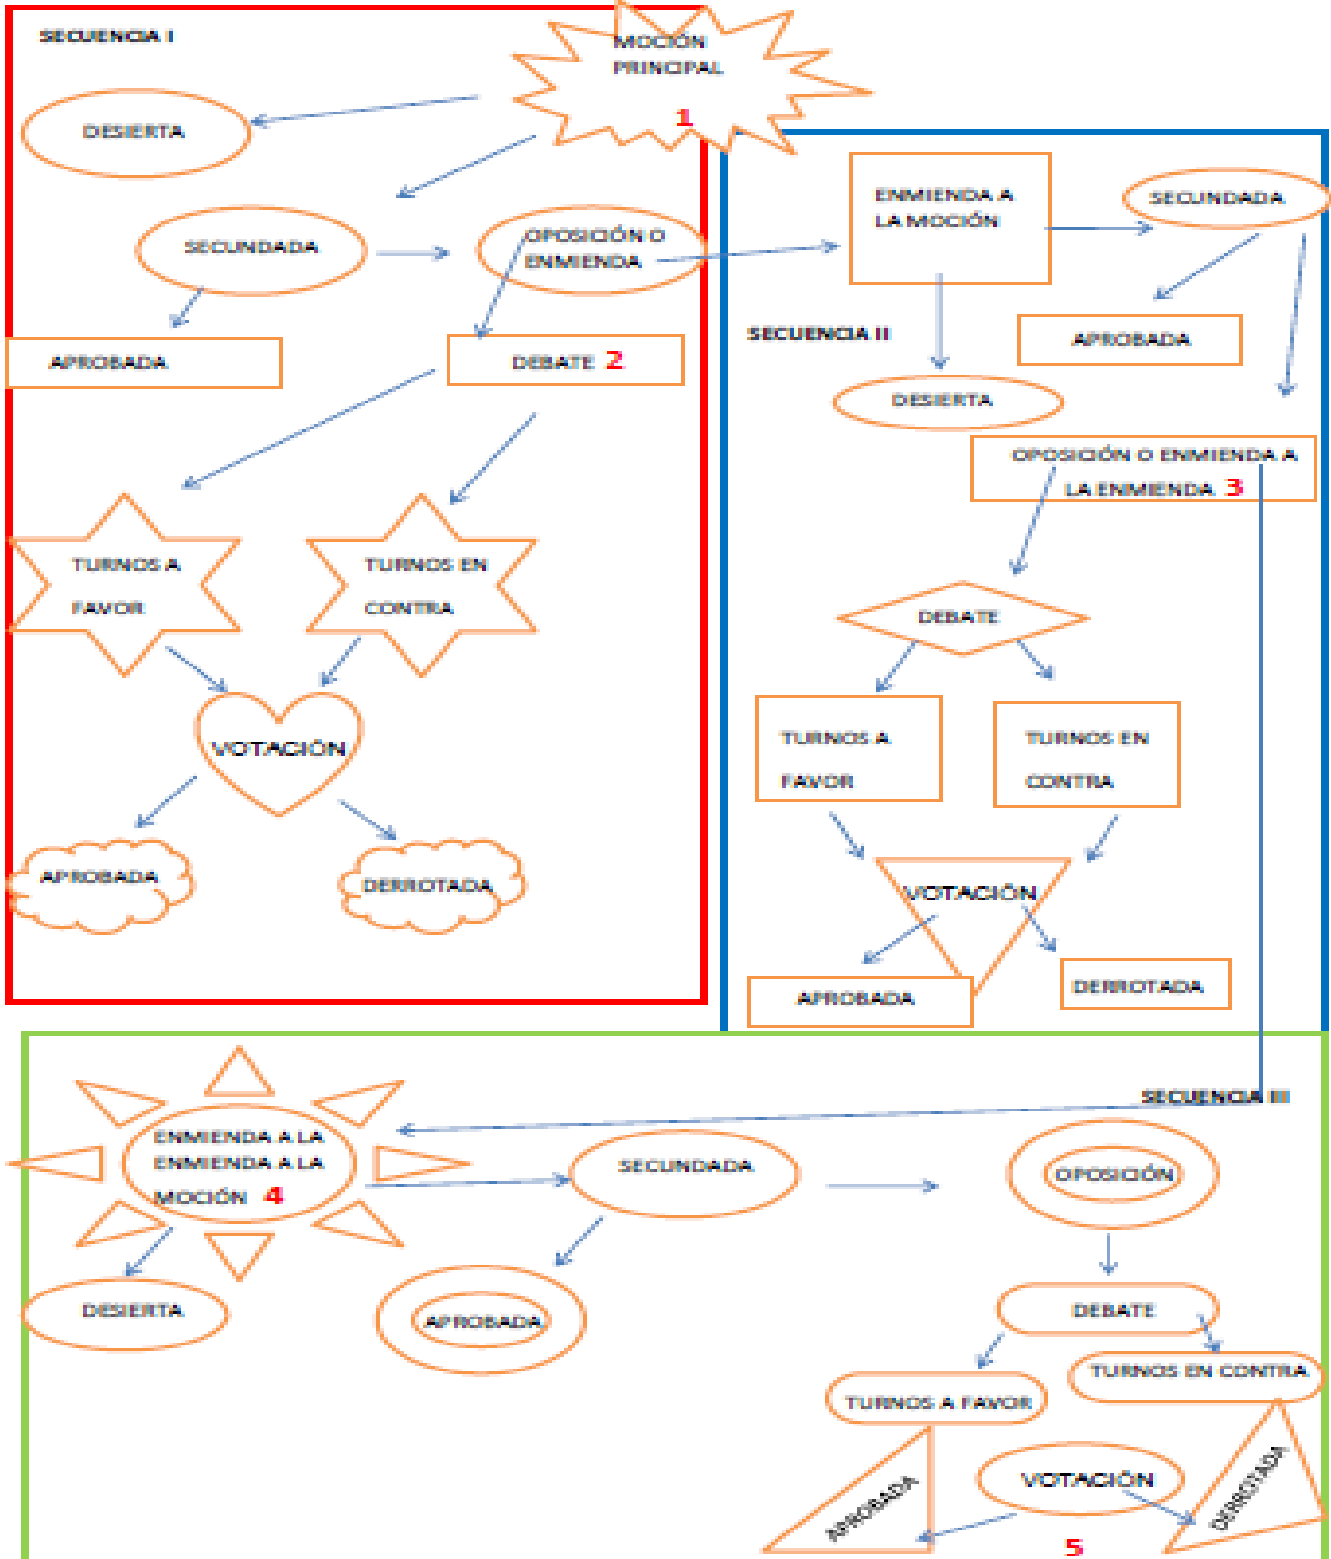 SECUENCIA I
MOCIÓN
PRINCIPAL
1
DESIERTA
SECUNDADA
OPOSICIÓN O
ENMIENDA
APROBADA
DEBATE 2
TURNOS A
FAVOR
TURNOS EN
CONTRA
VOTACIÓN
APROBADA
DERROTADA
ENMIENDA A
LA MOCIÓN
SECUNDADA
SECUENCIA II
APROBADA
DESIERTA
OPOSICIÓN O ENMIENDA A
LA ENMIENDA 3
DEBATE
TURNOS A
FAVOR
TURNOS EN
CONTRA
VOTACIÓN
APROBADA
DERROTADA
SECUENCIA III
ENMIENDA A LA
ENMIENDA A LA
MOCIÓN 4
SECUNDADA
OPOSICIÓN
DESIERTA
APROBADA
DEBATE
TURNOS A FAVOR
TURNOS EN CONTRA
VOTACIÓN
APROBADA
DERROTADA
5